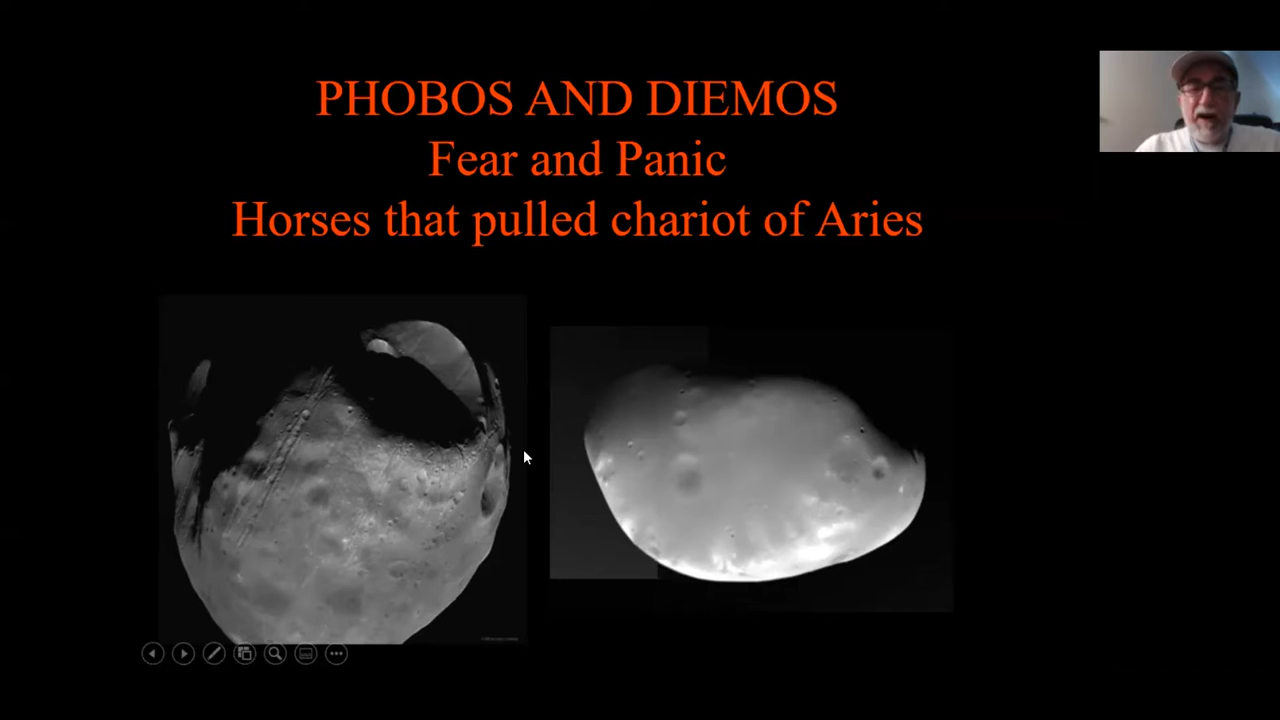 PHOBOS AND DIEMOS
Fear and Panic
Horses that pulled chariot of Aries